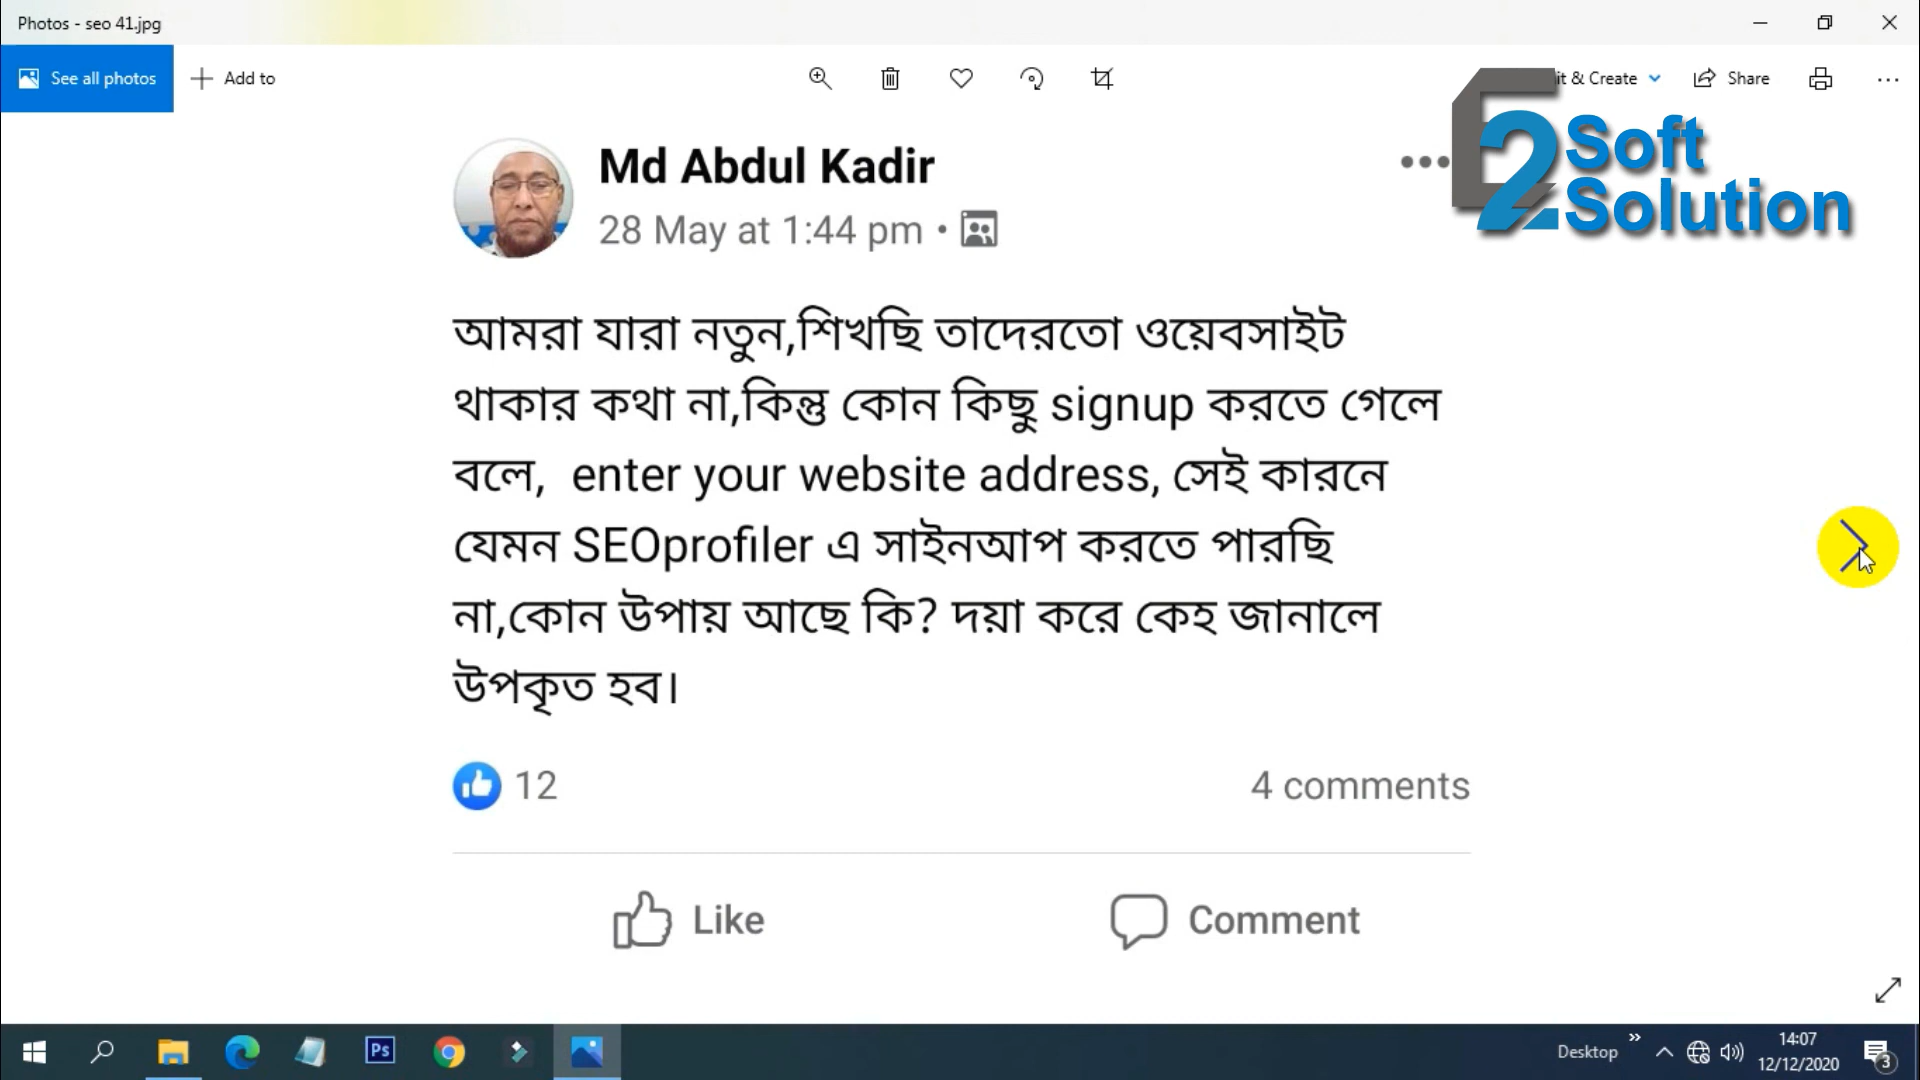 Photos - seo 41.jpg
See all photos
Add to
it & Create
Share
2 Soft
Solution
Md Abdul Kadir
28 May at 1:44 pm
আমরা যারা নতুন,শিখছি তাদেরতো ওয়েবসাইট
থাকার কথা না,কিন্তু কোন কিছু signup করতে গেলে
বলে, enter your website address, সেই কারনে
যেমন SEOprofiler এ সাইনআপ করতে পারছি
না,কোন উপায় আছে কি? দয়া করে কেহ জানালে
উপকৃত হব।
12
4 comments
Like
Comment
Ps
Desktop
14:07
12/12/2020
3